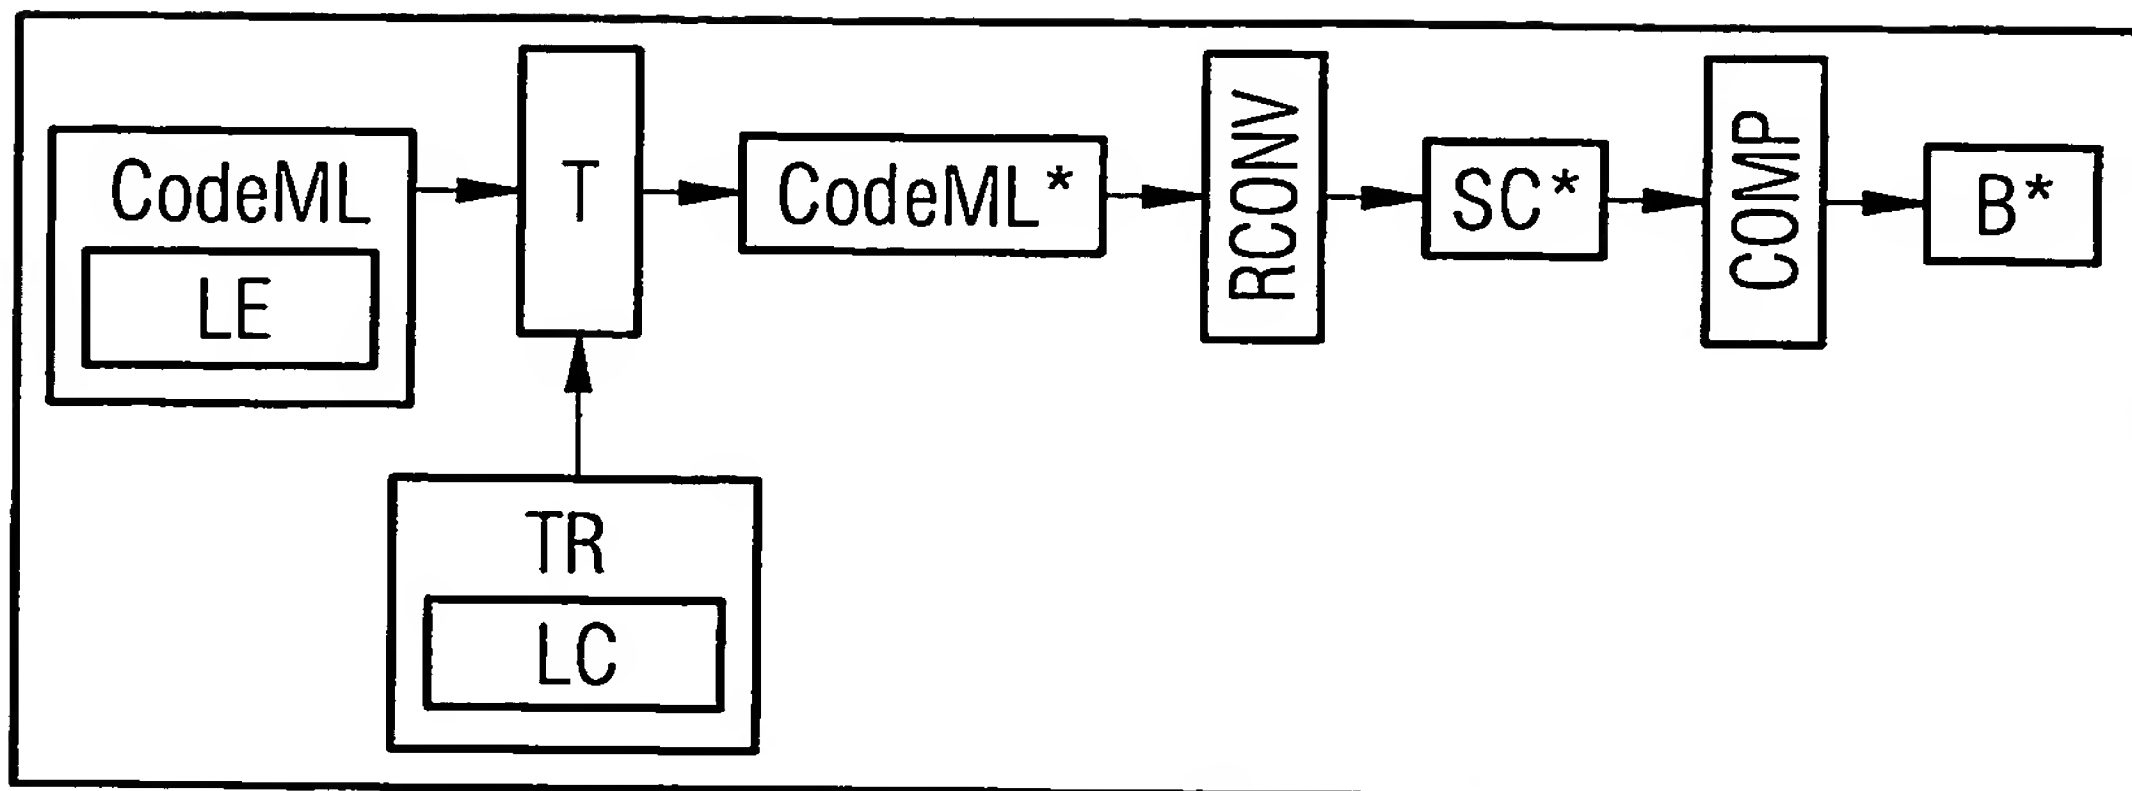 CodeML
LE
T
CodeML*
RCONV
SC*
COMP
B*
TR
LC